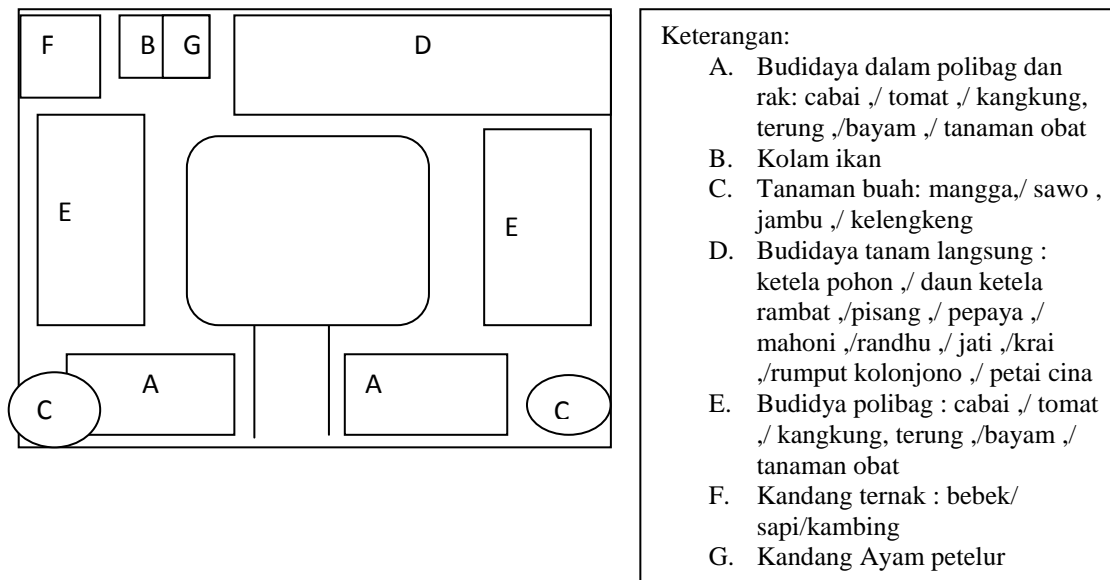 F
B
G
D
E
E
A
A
C
C
Keterangan:
A. Budidaya dalam polibag dan
rak: cabai ,/ tomat ,/ kangkung,
terung ,/bayam ,/ tanaman obat
B. Kolam ikan
C. Tanaman buah: mangga,/ sawo ,
jambu ,/ kelengkeng
D. Budidaya tanam langsung :
ketela pohon ,/ daun ketela
rambat ,/pisang ,/ pepaya ,/
mahoni ,/randhu ,/ jati ,/krai
,/rumput kolonjono ,/ petai cina
E. Budidya polibag : cabai ,/ tomat
,/ kangkung, terung ,/bayam ,/
tanaman obat
F. Kandang ternak : bebek/
sapi/kambing
G. Kandang Ayam petelur